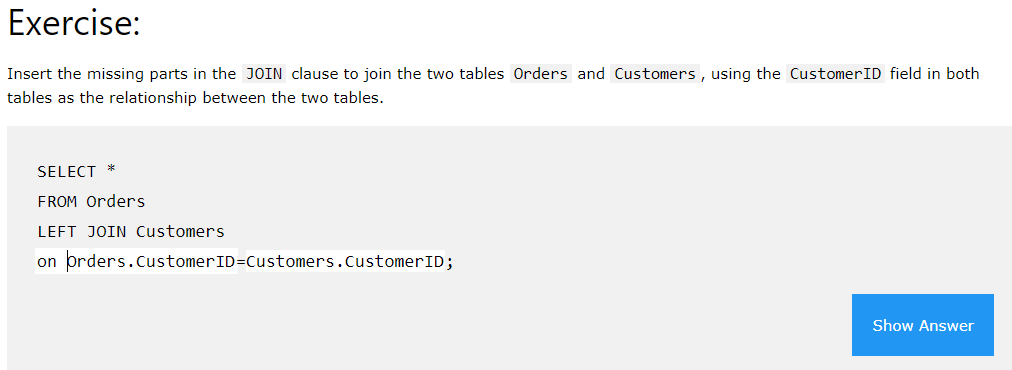 Exercise:
Insert the missing parts in the JOIN clause to join the two tables Orders and Customers , using the CustomerID field in both
tables as the relationship between the two tables.
SELECT *
FROM Orders
LEFT JOIN Customers
on Orders.CustomerID=Customers.CustomerID;
Show Answer